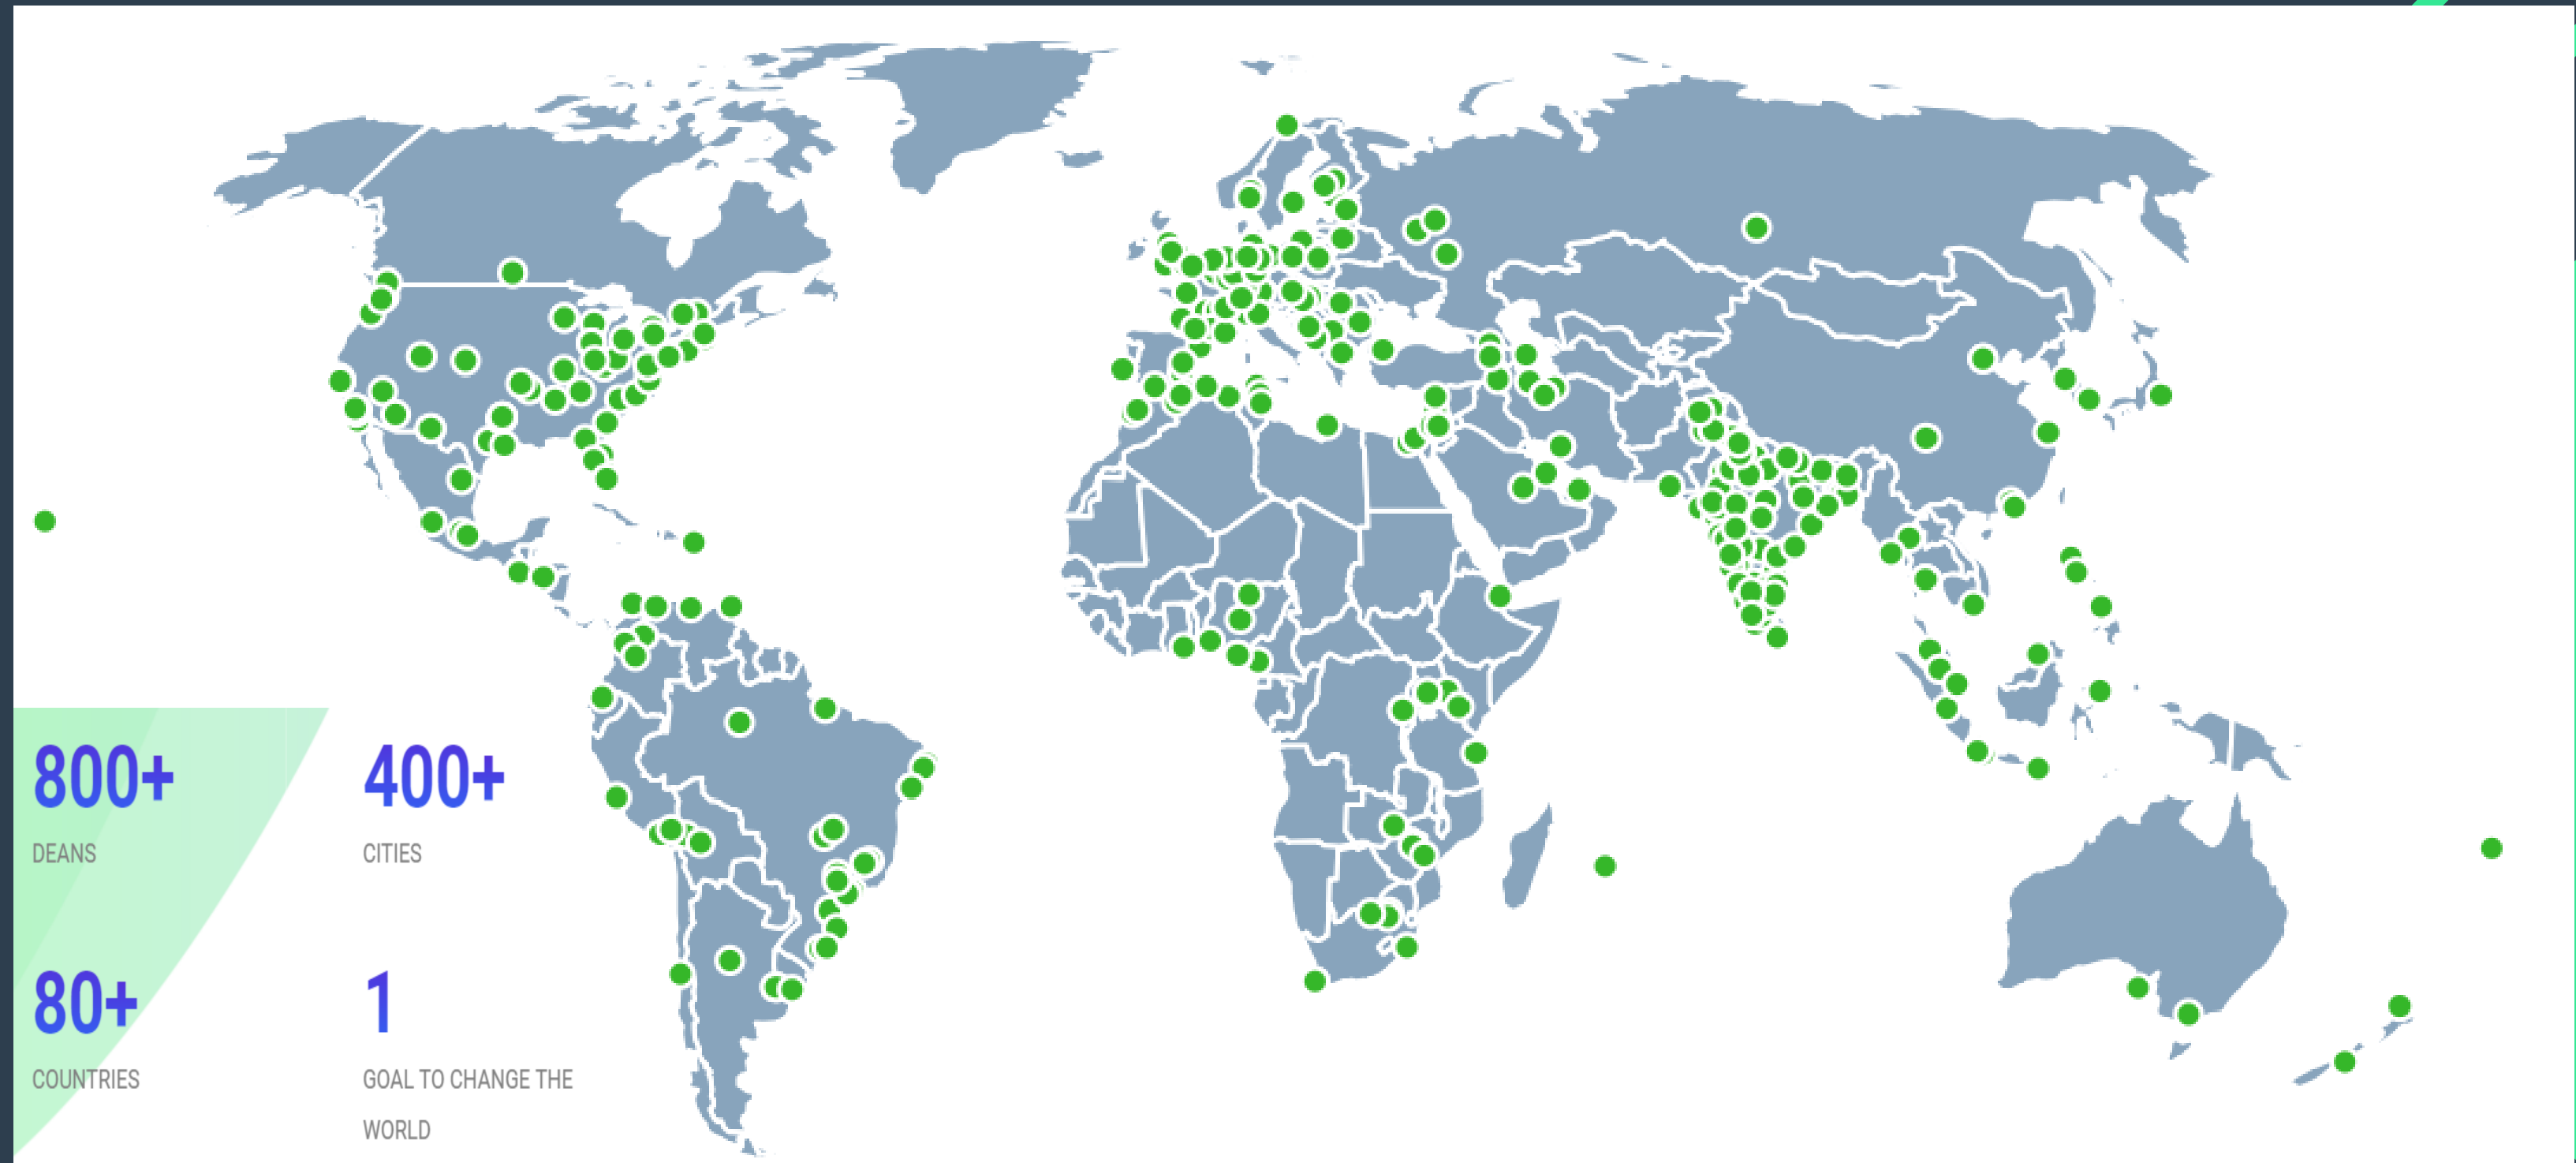 800+
DEANS
400+
CITIES
80+
COUNTRIES
1
GOAL TO CHANGE THE
WORLD